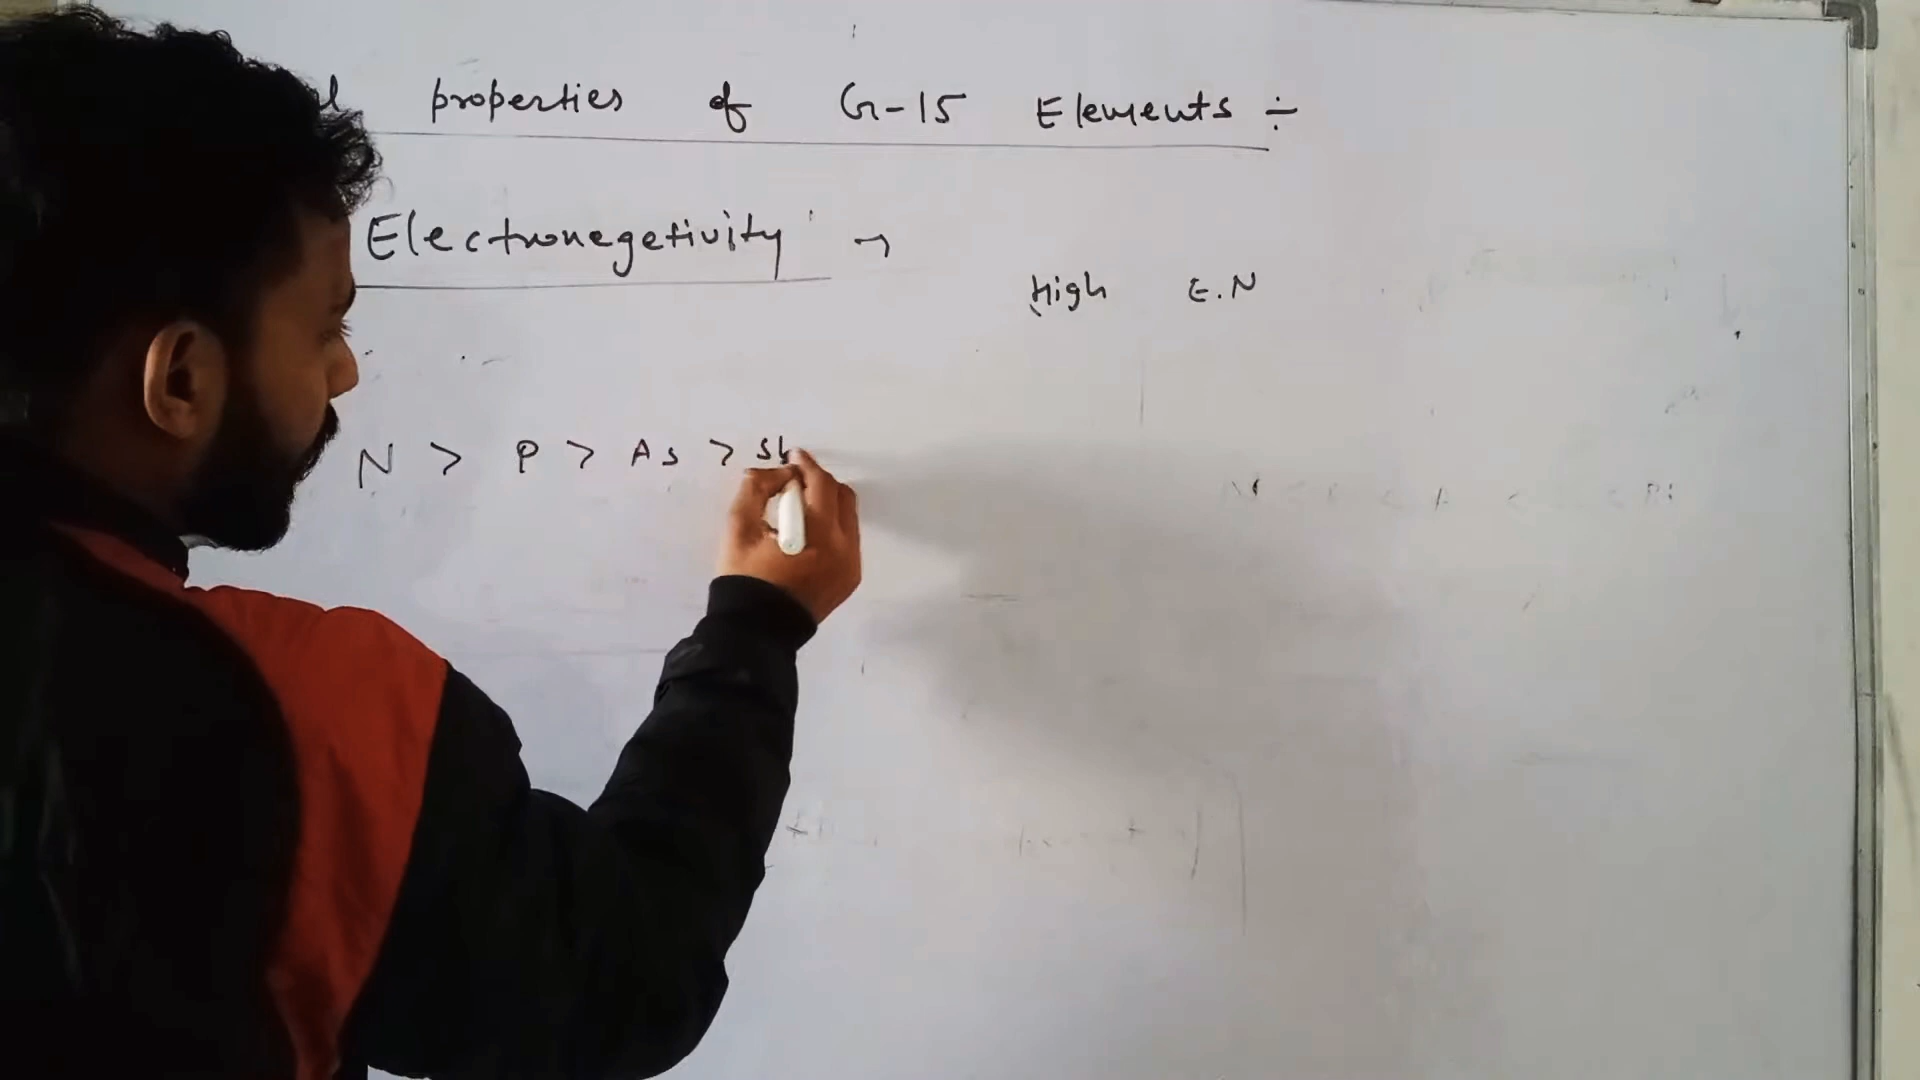 properties of G-15 Elements ÷
Electronegetivity →
High E.N
N > P > As > Sb